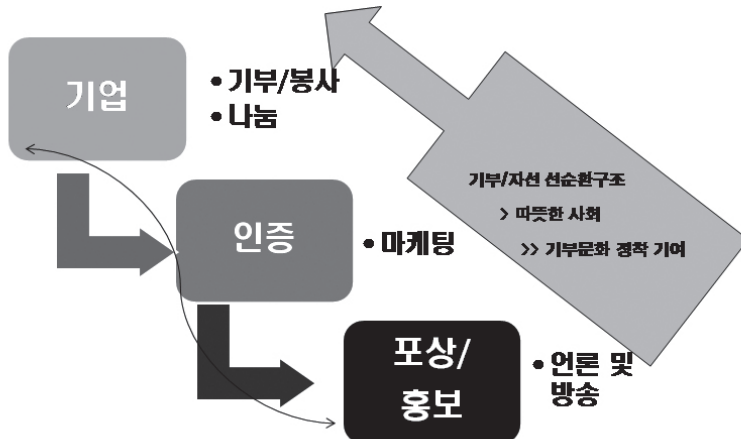 기업
• 기부/봉사
• 나눔
인증
• 마케팅
포상/
홍보
• 언론 및
방송
기부/자선 선순환구조
> 따뜻한 사회
>> 기부문화 정착 기여